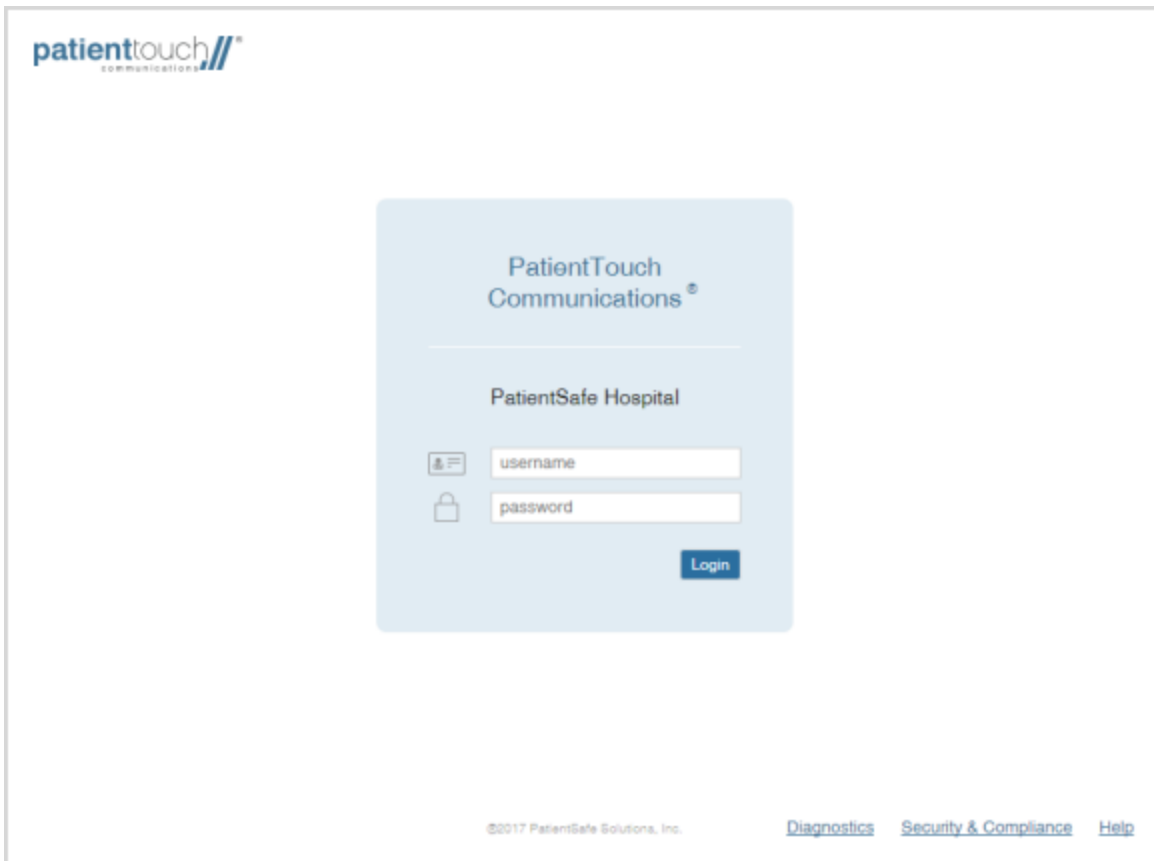 patienttouch®
communications
PatientTouch
Communications®
PatientSafe Hospital
username
password
Login
©2017 PatientSafe Solutions, Inc.
Diagnostics Security & Compliance Help